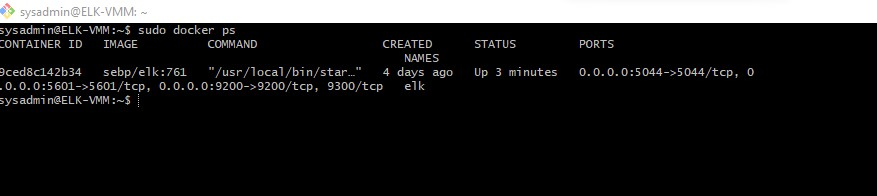 sysadmin@ELK-VMM: ~
sysadmin@ELK-VMM:~$ sudo docker ps
CONTAINER ID IMAGE COMMAND CREATED STATUS PORTS
NAMES
9ced8c142b34 sebp/elk:761 "/usr/local/bin/star…" 4 days ago Up 3 minutes 0.0.0.0:5044->5044/tcp, 0
.0.0.0:5601->5601/tcp, 0.0.0.0:9200->9200/tcp, 9300/tcp elk
sysadmin@ELK-VMM:~$